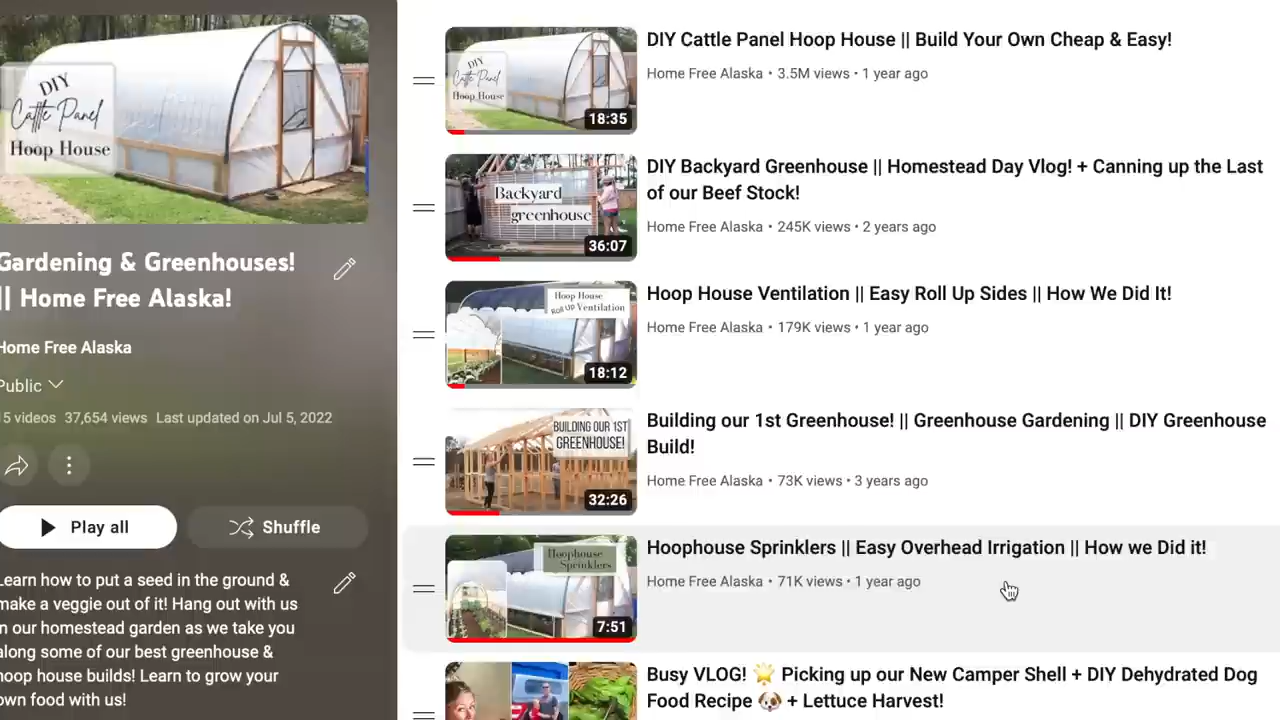 DIY
Cattle Panel
Hoop House
Gardening & Greenhouses!
|| Home Free Alaska!
Home Free Alaska
Public
5 videos 37,654 views Last updated on Jul 5, 2022
Play all
Shuffle
Learn how to put a seed in the ground &
make a veggie out of it! Hang out with us
in our homestead garden as we take you
along some of our best greenhouse &
hoop house builds! Learn to grow your
own food with us!
DIY
Cattle Panel
Hoop House
18:35
DIY Cattle Panel Hoop House || Build Your Own Cheap & Easy!
Home Free Alaska • 3.5M views • 1 year ago
Backyard
greenhouse
36:07
DIY Backyard Greenhouse || Homestead Day Vlog! + Canning up the Last
of our Beef Stock!
Home Free Alaska • 245K views • 2 years ago
Hoop House
Roll UP Ventilation
18:12
Hoop House Ventilation || Easy Roll Up Sides || How We Did It!
Home Free Alaska • 179K views • 1 year ago
BUILDING OUR 1ST
GREENHOUSE!
32:26
Building our 1st Greenhouse! || Greenhouse Gardening || DIY Greenhouse
Build!
Home Free Alaska • 73K views • 3 years ago
Hoophouse
Sprinklers
7:51
Hoophouse Sprinklers || Easy Overhead Irrigation || How we Did it!
Home Free Alaska • 71K views • 1 year ago
Busy VLOG! 🌟 Picking up our New Camper Shell + DIY Dehydrated Dog
Food Recipe 🐶 + Lettuce Harvest!